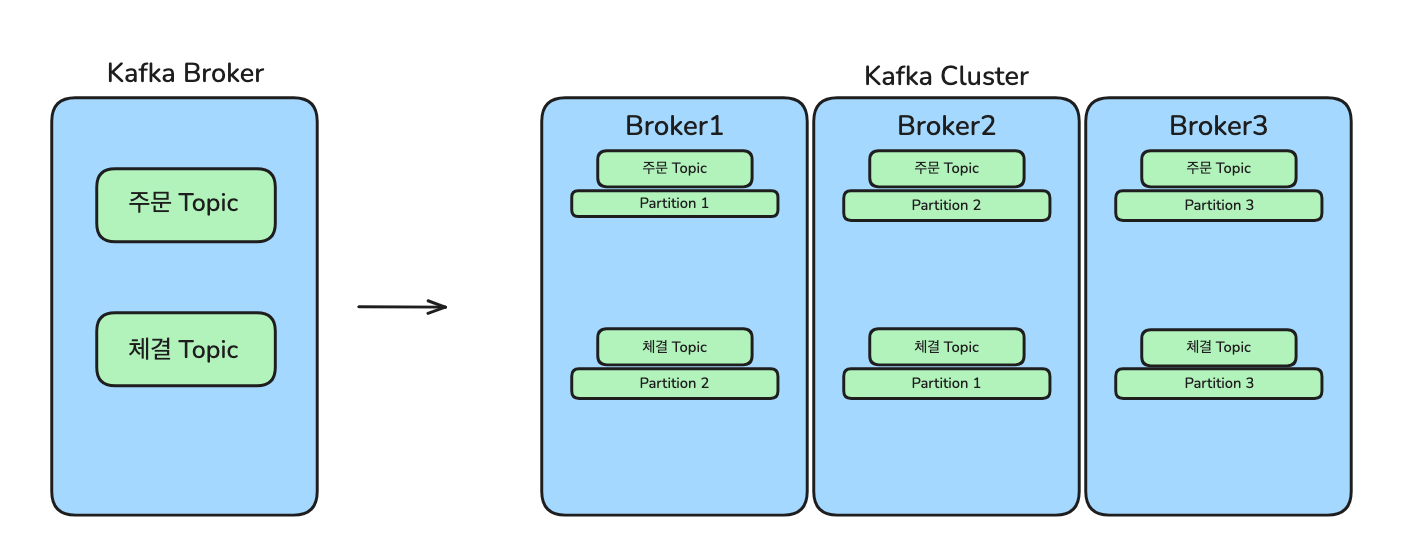 Kafka Broker
주문 Topic
체결 Topic
Kafka Cluster
Broker1
주문 Topic
Partition 1
체결 Topic
Partition 2
Broker2
주문 Topic
Partition 2
체결 Topic
Partition 1
Broker3
주문 Topic
Partition 3
체결 Topic
Partition 3